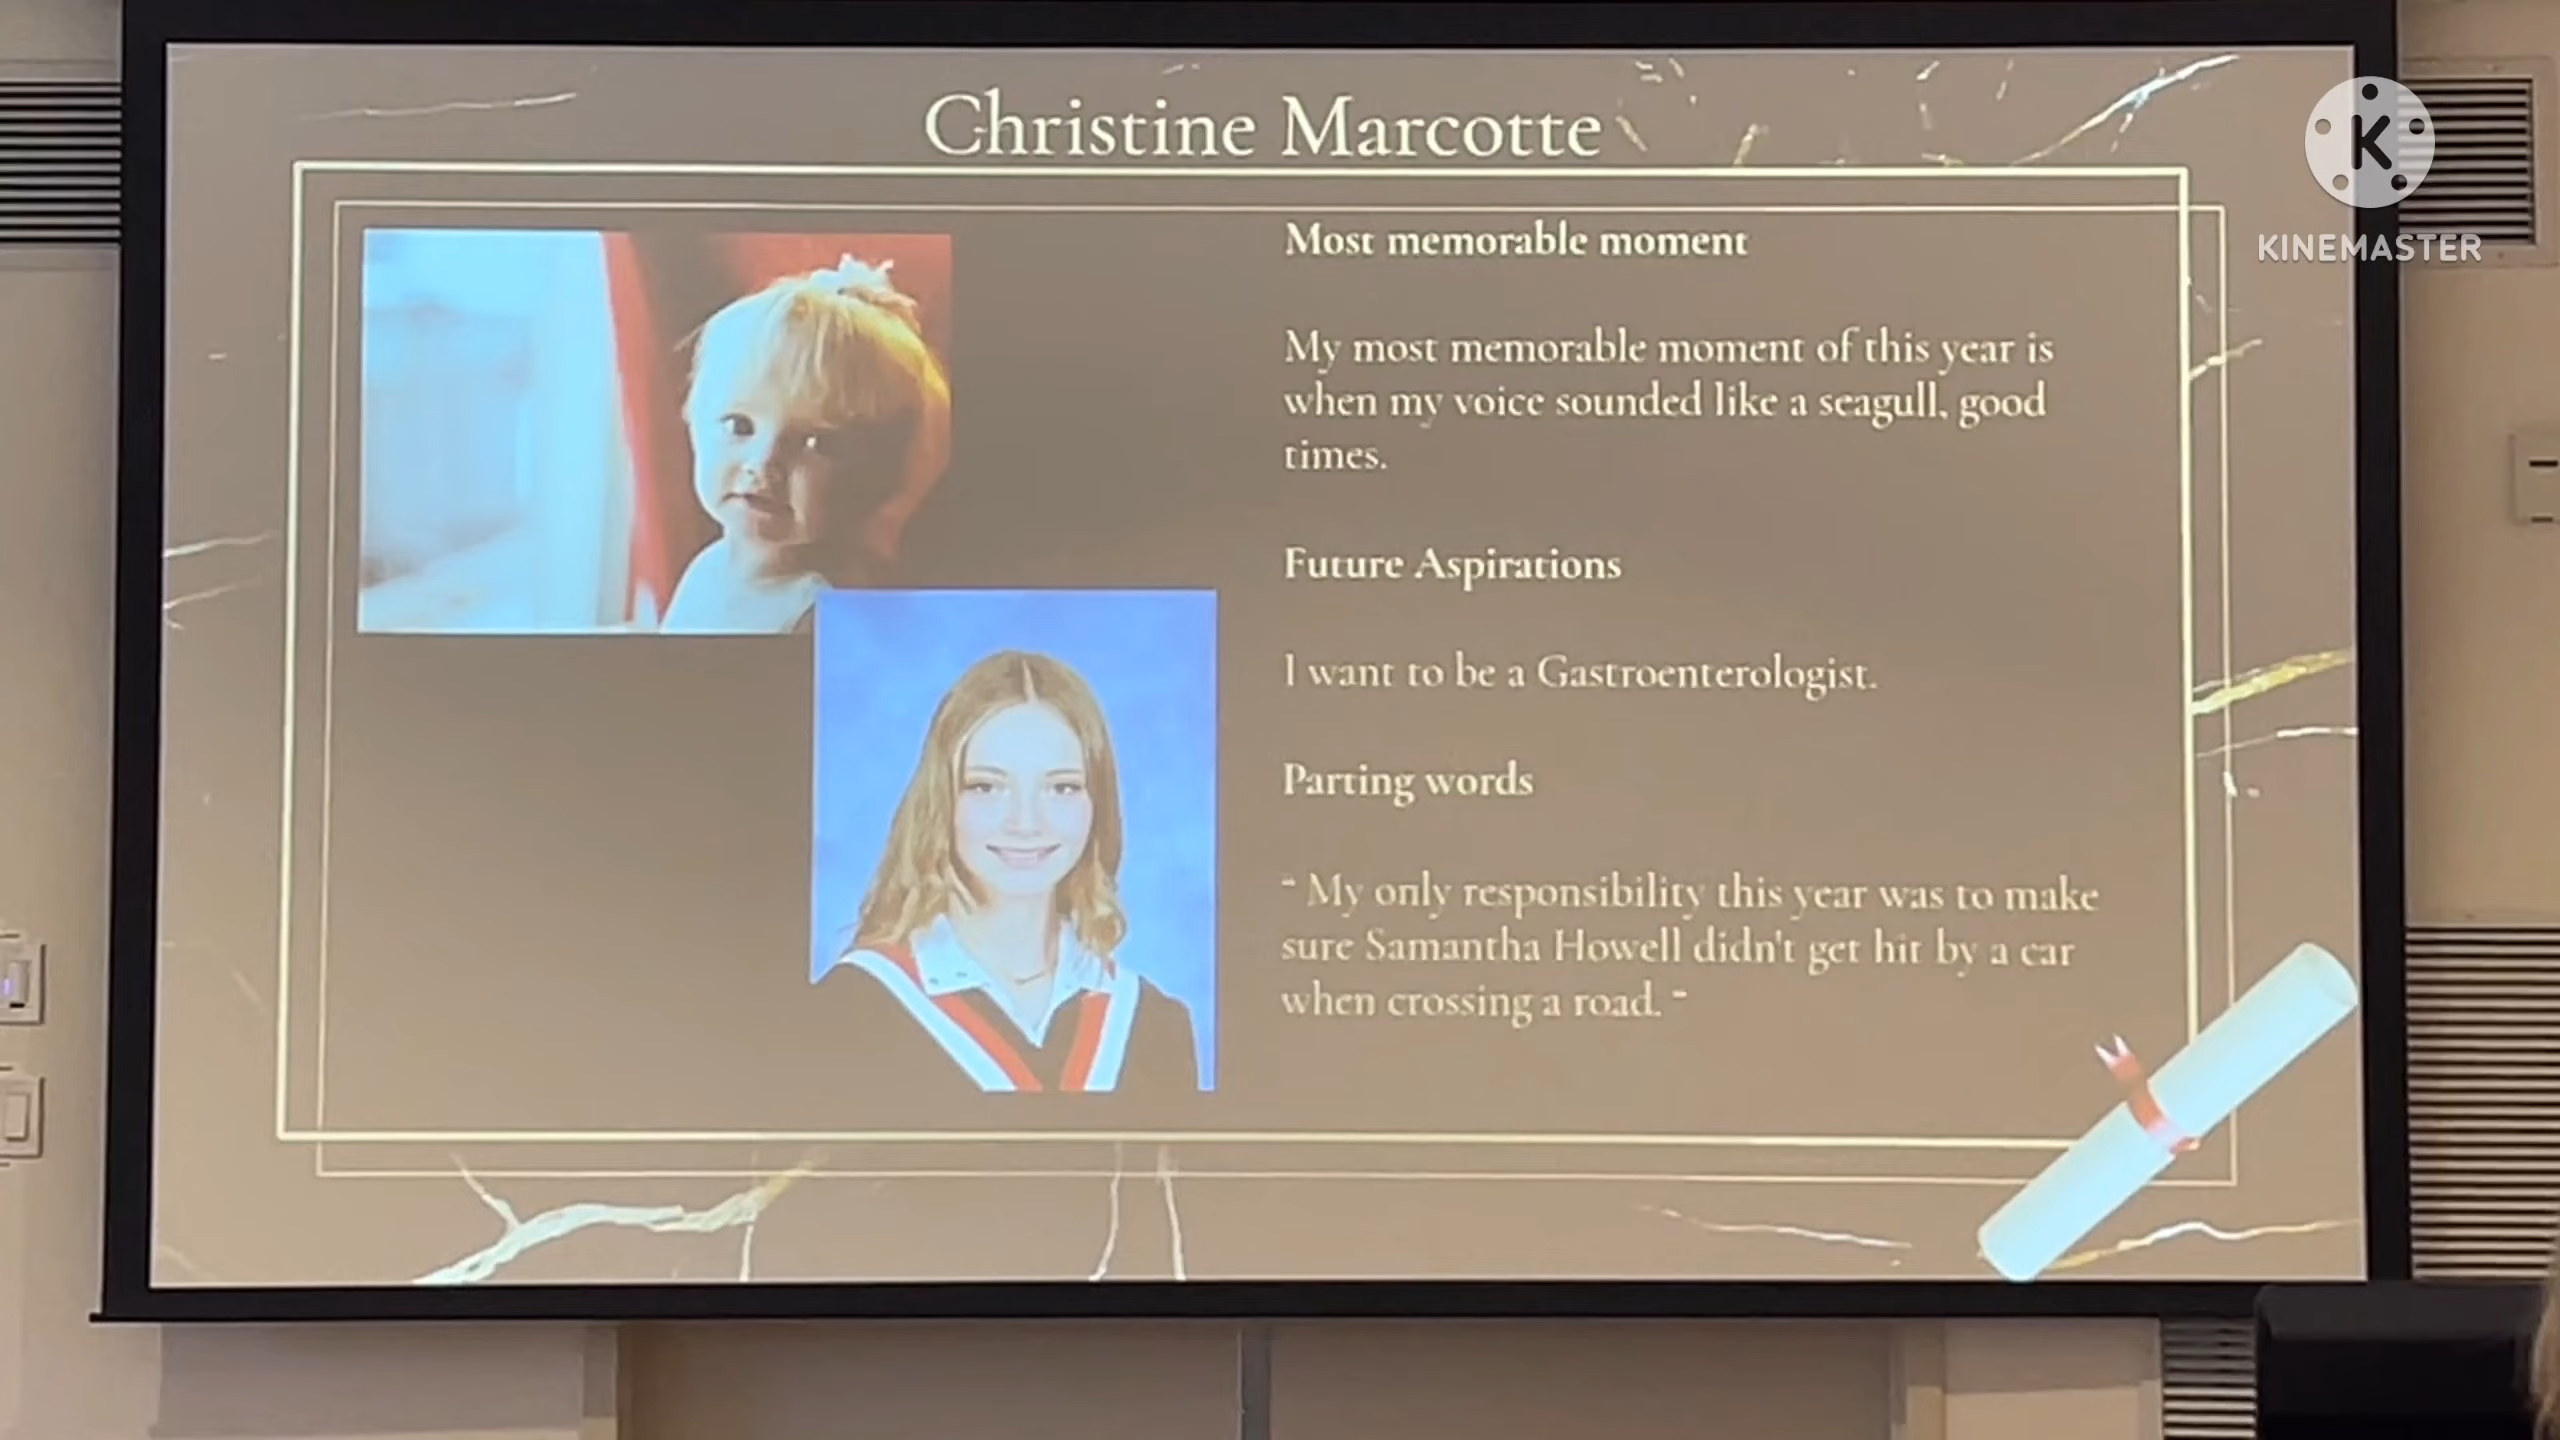 Christine Marcotte
K
KINEMASTER
Most memorable moment
My most memorable moment of this year is
when my voice sounded like a seagull, good
times.
Future Aspirations
I want to be a Gastroenterologist.
Parting words
" My only responsibility this year was to make
sure Samantha Howell didn't get hit by a car
when crossing a road. "